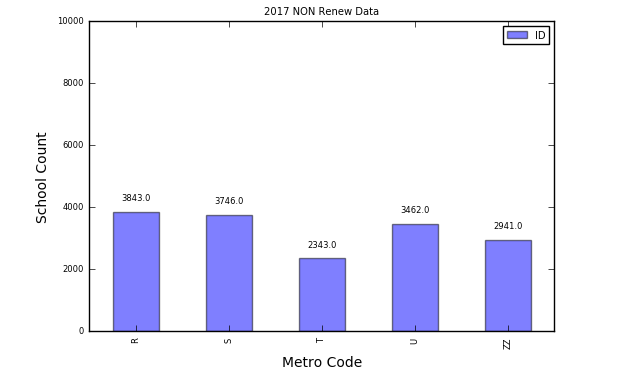 2017 NON Renew Data
ID
10000
8000
6000
4000
2000
0
School Count
3843.0
3746.0
2343.0
3462.0
2941.0
R
S
T
U
ZZ
Metro Code